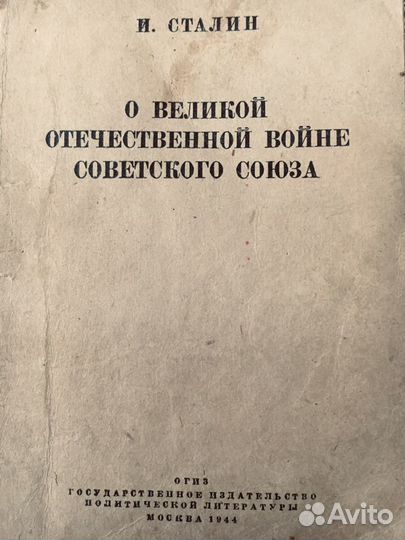 И. СТАЛИН
О ВЕЛИКОЙ
ОТЕЧЕСТВЕННОЙ ВОЙНЕ
СОВЕТСКОГО СОЮЗА
ОГИЗ
ГОСУДАРСТВЕННОЕ ИЗДАТЕЛЬСТВО
ПОЛИТИЧЕСКОЙ ЛИТЕРАТУРЫ
МОСКВА 1944
Avito